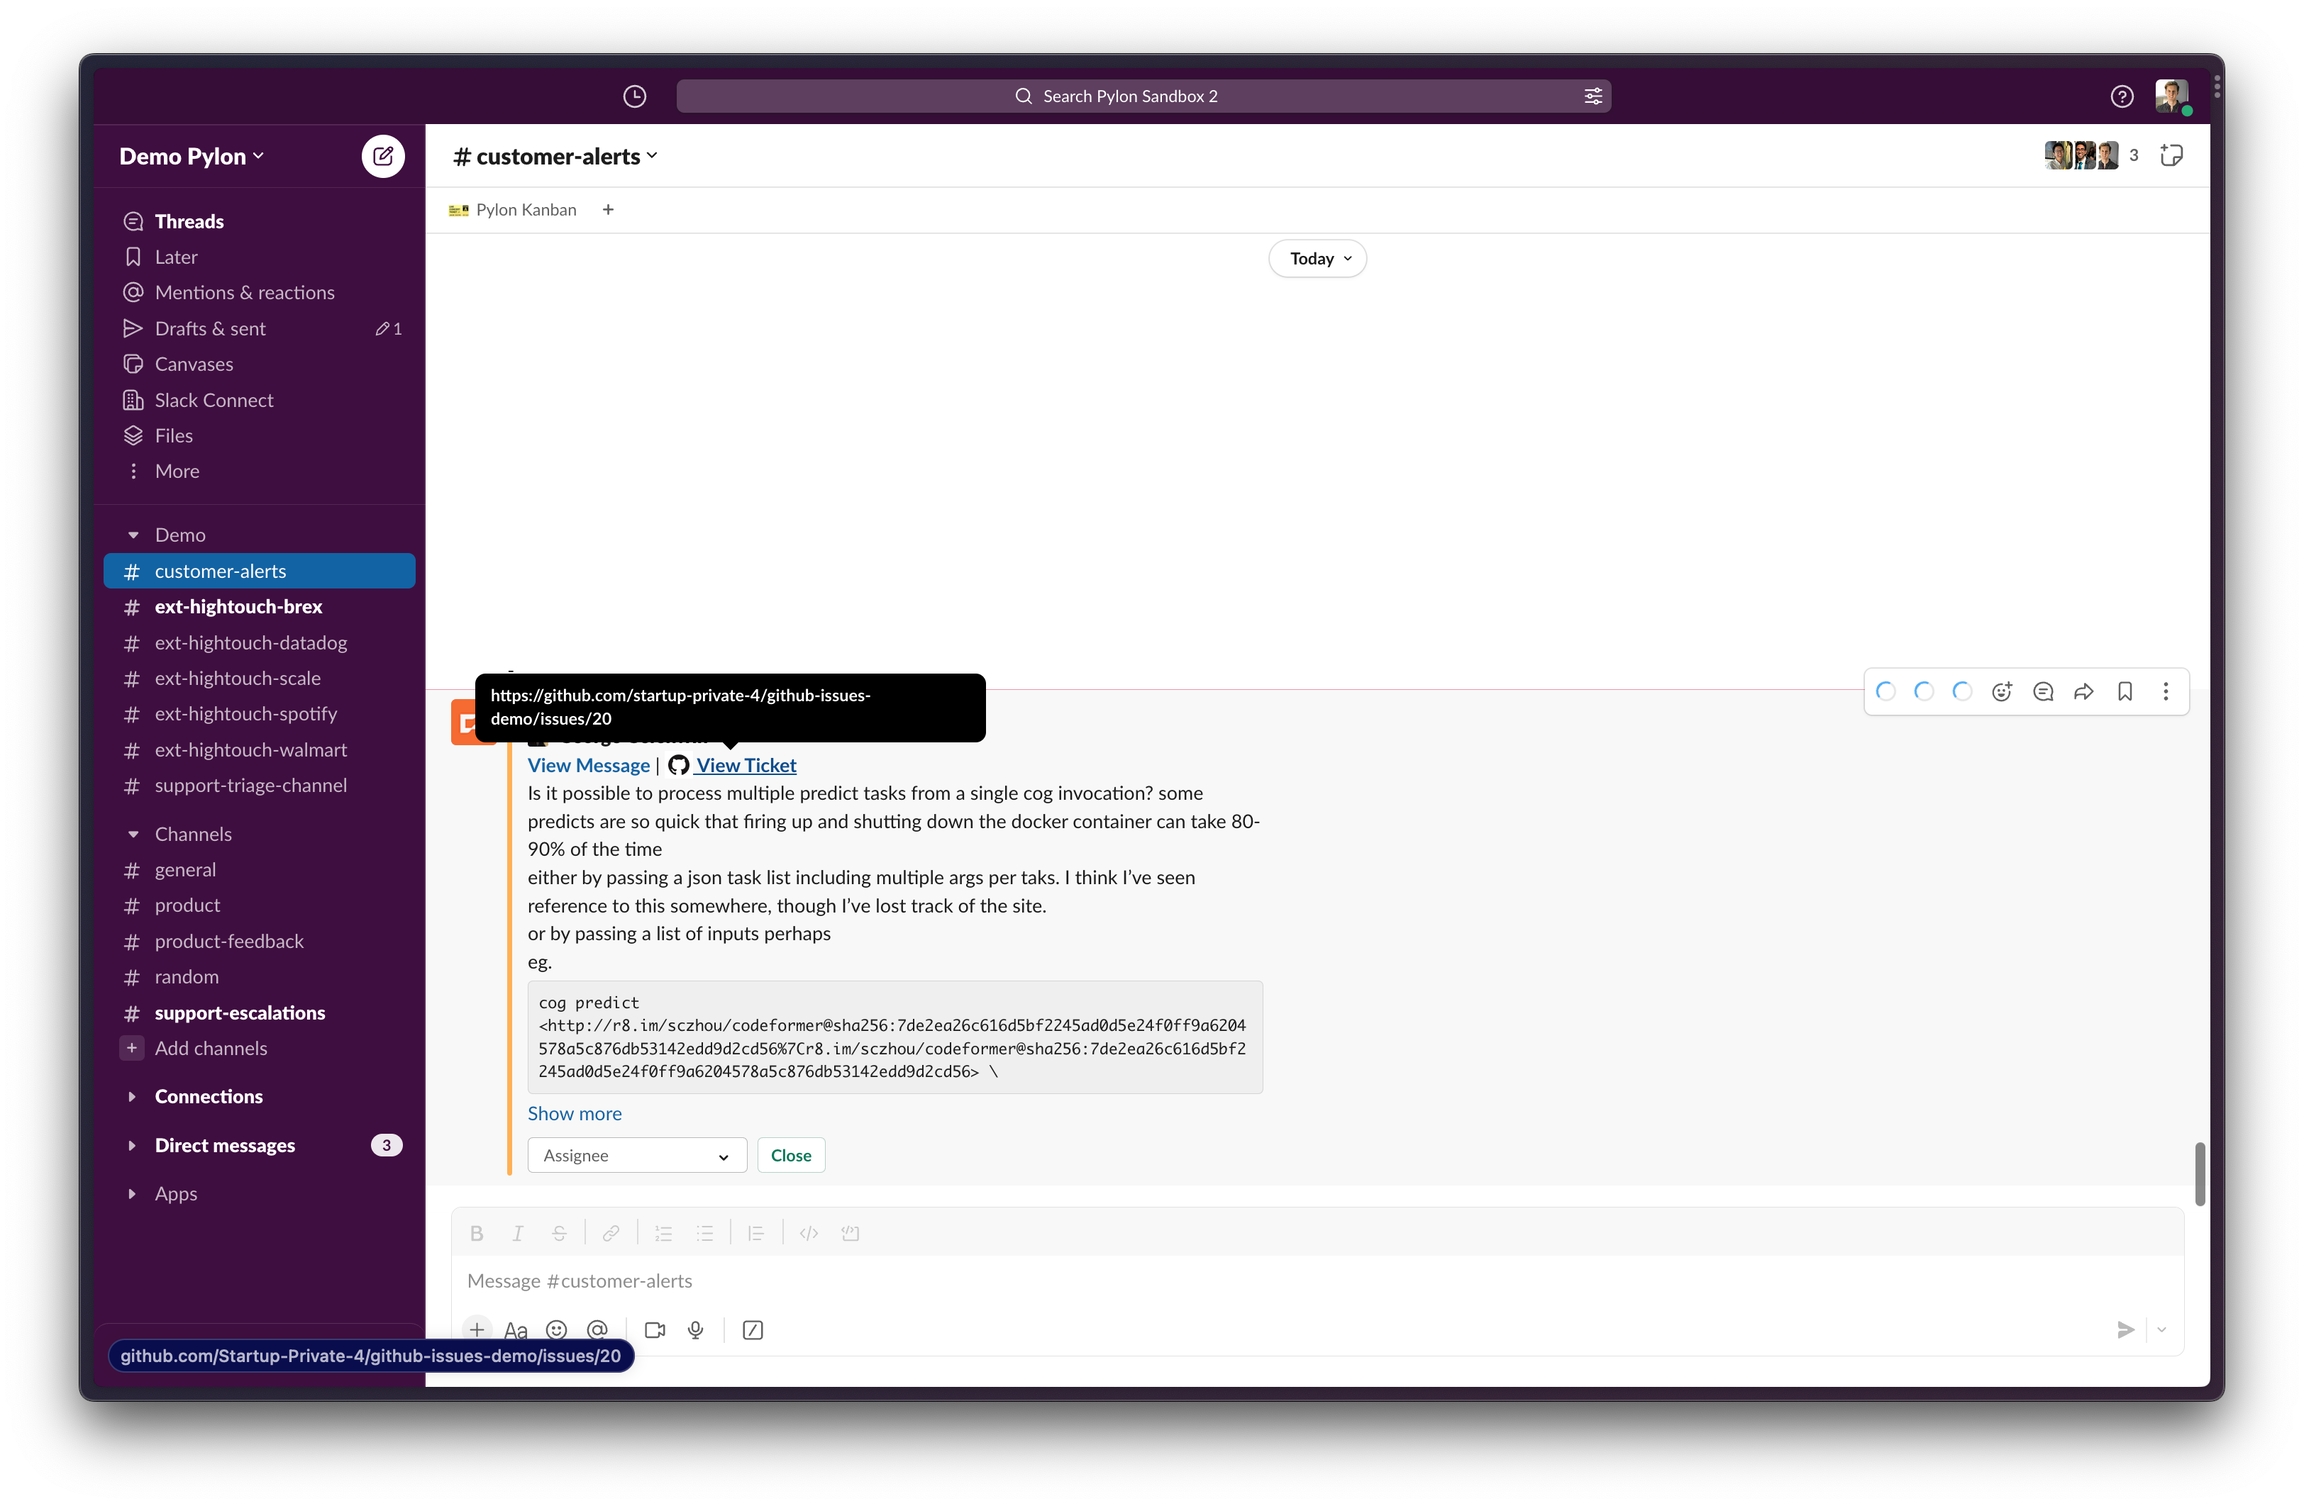 Search Pylon Sandbox 2
Demo Pylon
Threads
Later
Mentions & reactions
Drafts & sent
1
Canvases
Slack Connect
Files
More
Demo
# customer-alerts
# ext-hightouch-brex
# ext-hightouch-datadog
# ext-hightouch-scale
# ext-hightouch-spotify
# ext-hightouch-walmart
# support-triage-channel
Channels
# general
# product
# product-feedback
# random
# support-escalations
+ Add channels
Connections
Direct messages
3
Apps
github.com/Startup-Private-4/github-issues-demo/issues/20
# customer-alerts
3
Pylon Kanban
+
Today
https://github.com/startup-private-4/github-issues-
demo/issues/20
View Message | View Ticket
Is it possible to process multiple predict tasks from a single cog invocation? some
predicts are so quick that firing up and shutting down the docker container can take 80-
90% of the time
either by passing a json task list including multiple args per taks. I think I've seen
reference to this somewhere, though I've lost track of the site.
or by passing a list of inputs perhaps
eg.
cog predict
<http://r8.im/sczhou/codeformer@sha256:7de2ea26c616d5bf2245ad0d5e24f0ff9a6204
578a5c876db53142edd9d2cd56%7Cr8.im/sczhou/codeformer@sha256:7de2ea26c616d5bf2
245ad0d5e24f0ff9a6204578a5c876db53142edd9d2cd56> \
Show more
Assignee
Close
B I S
Message #customer-alerts
+ Aa